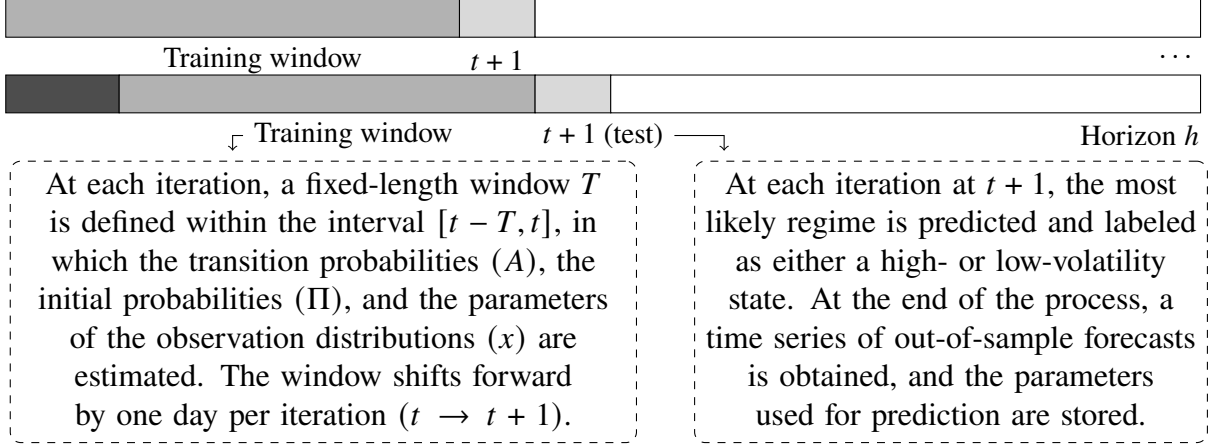 Training window t + 1 ...
Training window t + 1 (test) Horizon h
At each iteration, a fixed-length window T
is defined within the interval [t − T, t], in
which the transition probabilities (A), the
initial probabilities (Π), and the parameters
of the observation distributions (x) are
estimated. The window shifts forward
by one day per iteration (t → t + 1).
At each iteration at t + 1, the most
likely regime is predicted and labeled
as either a high- or low-volatility
state. At the end of the process, a
time series of out-of-sample forecasts
is obtained, and the parameters
used for prediction are stored.